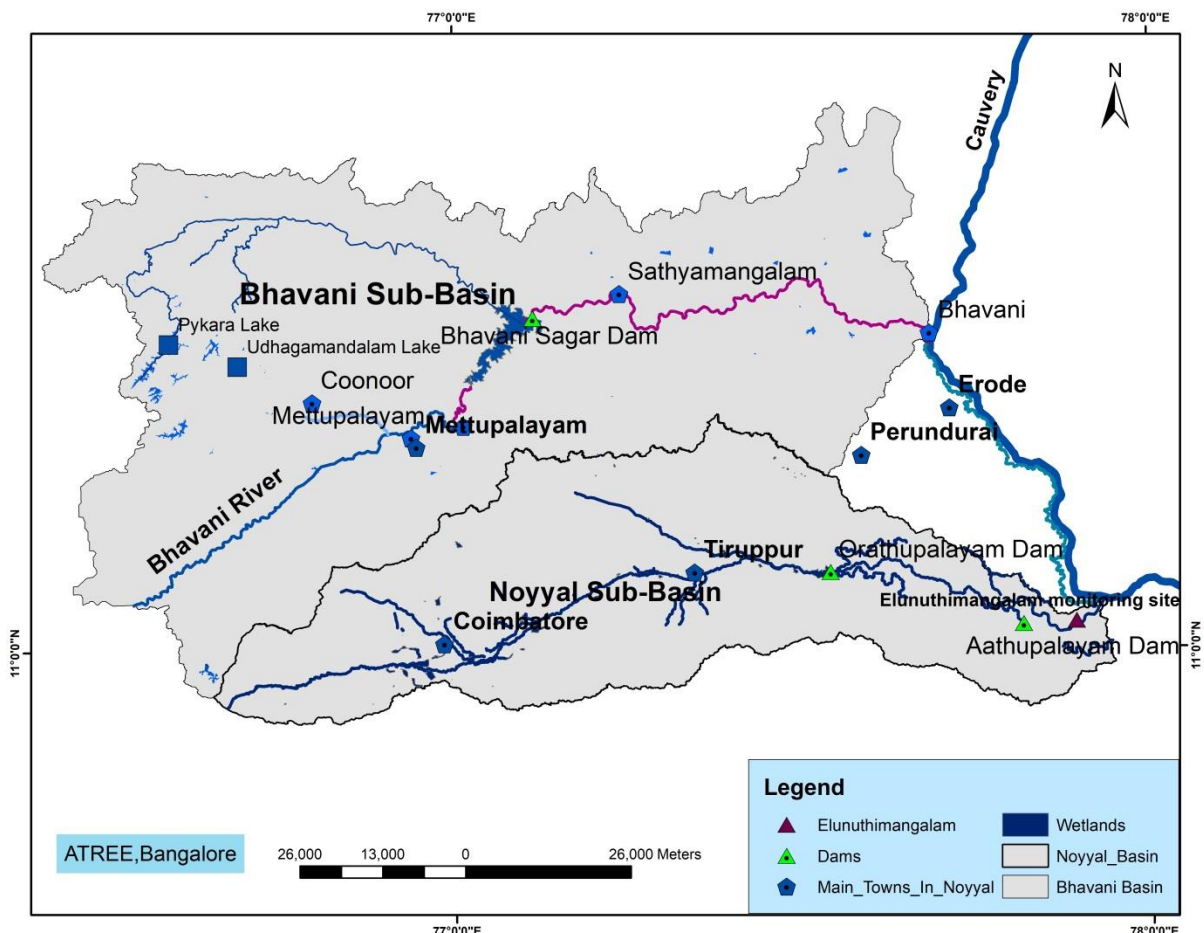 77°0'0"E
78°0'0"E
N
Cauvery
Sathyamangalam
Bhavani Sub-Basin
Bhavani
Pykara Lake
Bhavani Sagar Dam
Udhagamandalam Lake
Coonoor
Erode
Mettupalayam
Mettupalayam
Perundurai
Bhavani River
Tiruppur
Orathupalayam Dam
Noyyal Sub-Basin
Elunuthimangalam monitoring site
Coimbatore
Aathupalayam Dam
11°0'0"N
11°0'0"N
Legend
Elunuthimangalam
Wetlands
Dams
Noyyal_Basin
Main_Towns_In_Noyyal
Bhavani Basin
ATREE,Bangalore
26,000 13,000 0 26,000 Meters
77°0'0"E
78°0'0"E